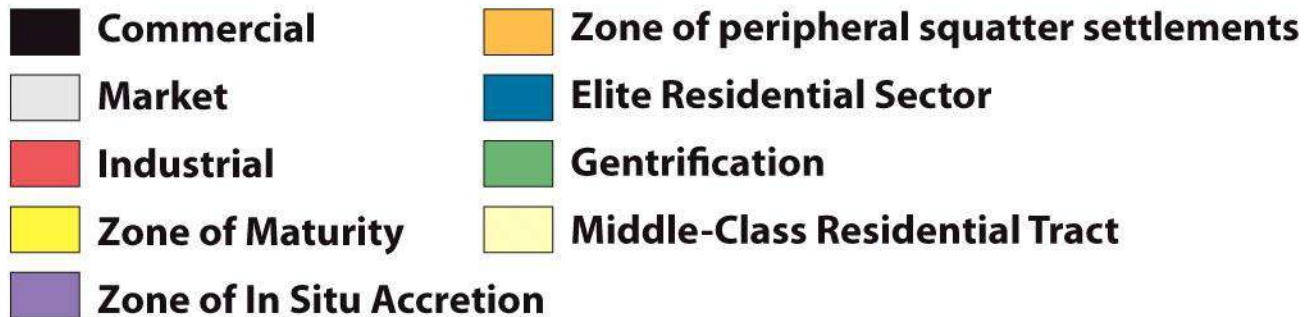 Commercial
Market
Industrial
Zone of Maturity
Zone of In Situ Accretion
Zone of peripheral squatter settlements
Elite Residential Sector
Gentrification
Middle-Class Residential Tract